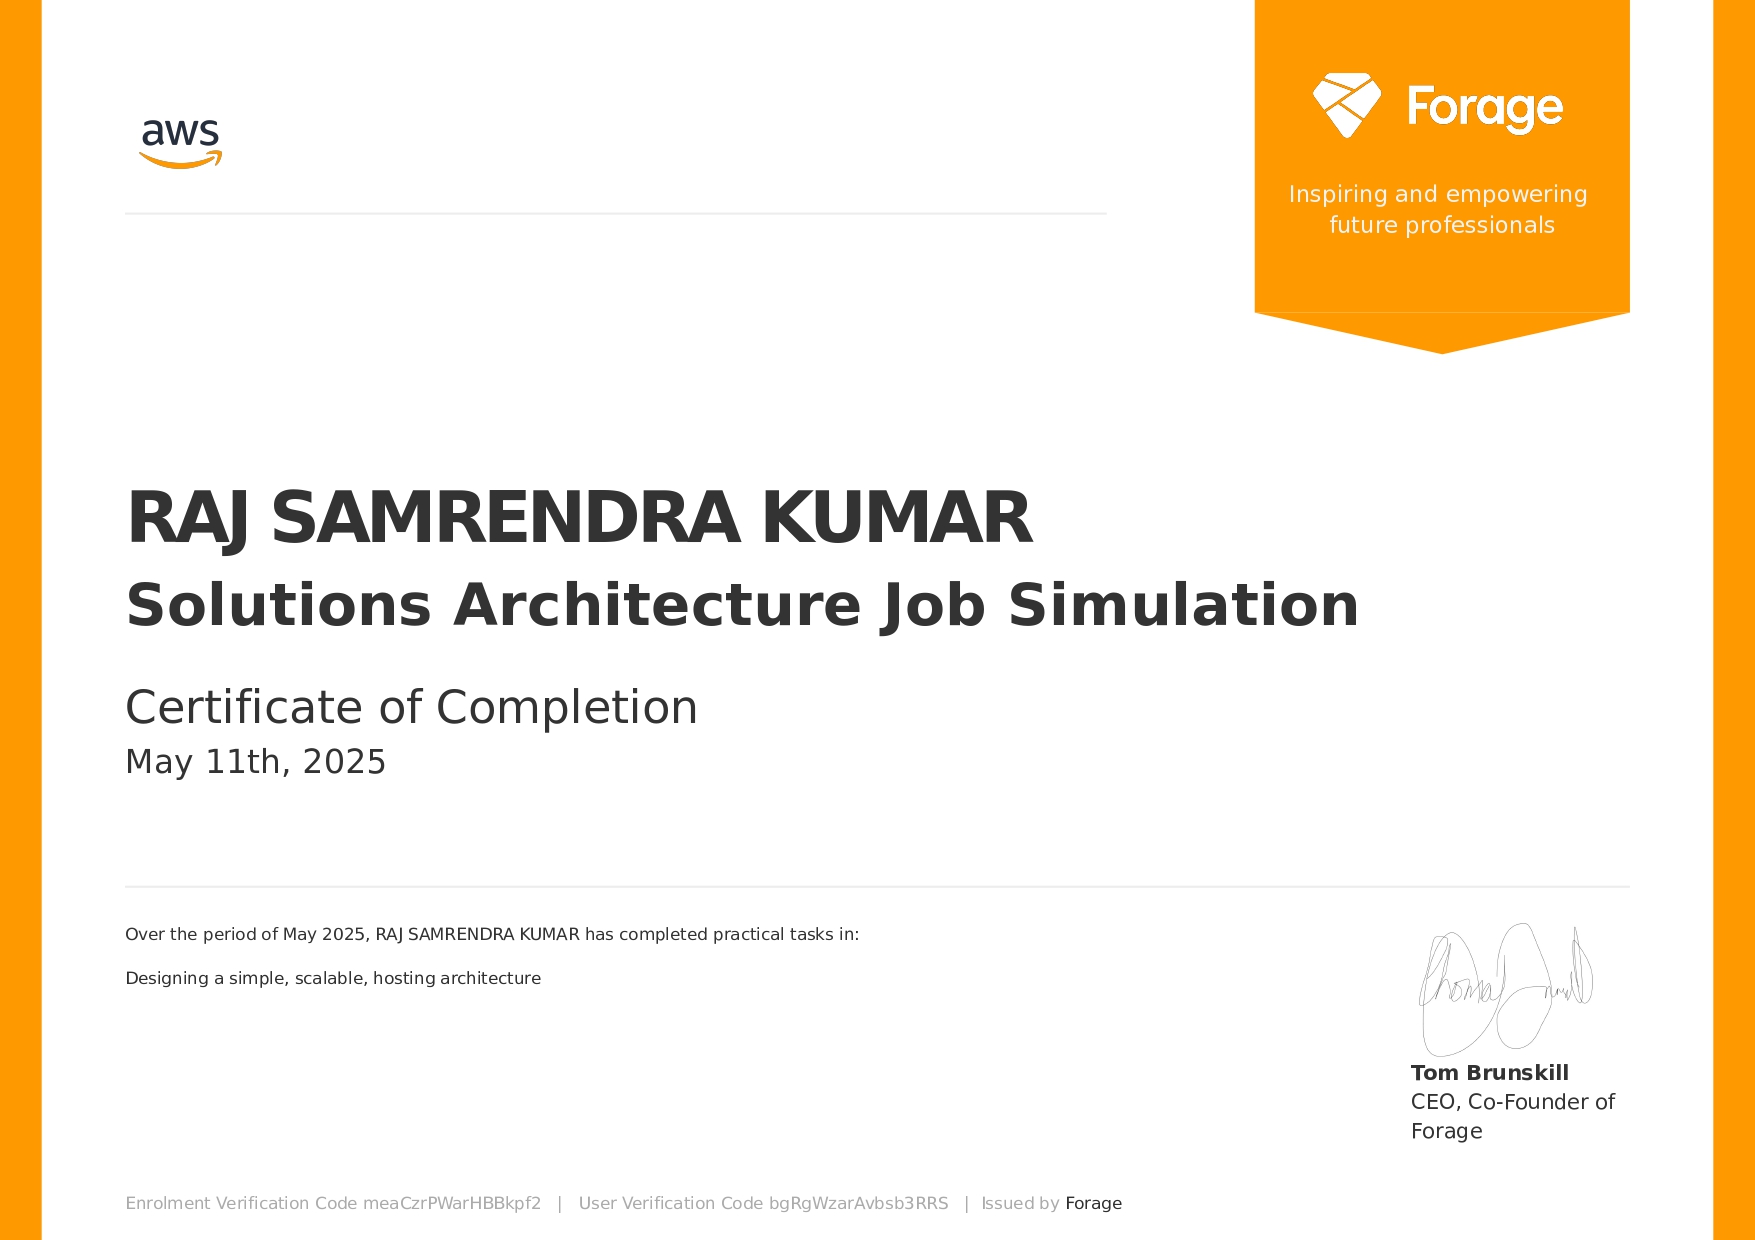 aws
Forage
Inspiring and empowering
future professionals
RAJ SAMRENDRA KUMAR
Solutions Architecture Job Simulation
Certificate of Completion
May 11th, 2025
Over the period of May 2025, RAJ SAMRENDRA KUMAR has completed practical tasks in:
Designing a simple, scalable, hosting architecture
Tom Brunskill
CEO, Co-Founder of
Forage
Enrolment Verification Code meaCzrPWarHBBkpf2 | User Verification Code bgRgWzarAvbsb3RRS | Issued by Forage